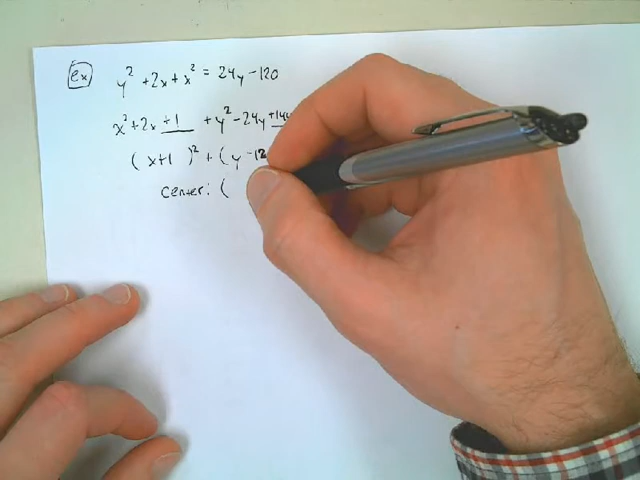 ex y² + 2x + x² = 24y - 120
x² + 2x + 1 + y² - 24y + 144
( x+1 )² + ( y - 12
center: (